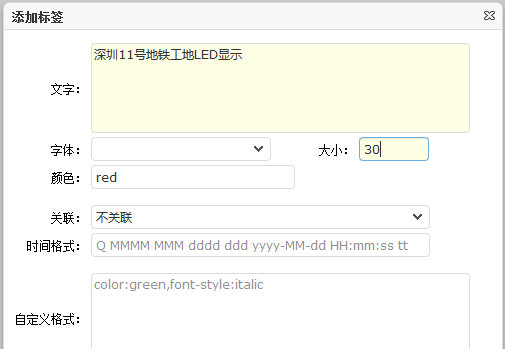 添加标签
文字：
深圳11号地铁工地LED显示
字体：
大小：
30
颜色：
red
关联：
不关联
时间格式：
Q MMMM MMM dddd ddd yyyy-MM-dd HH:mm:ss tt
自定义格式：
color:green,font-style:italic